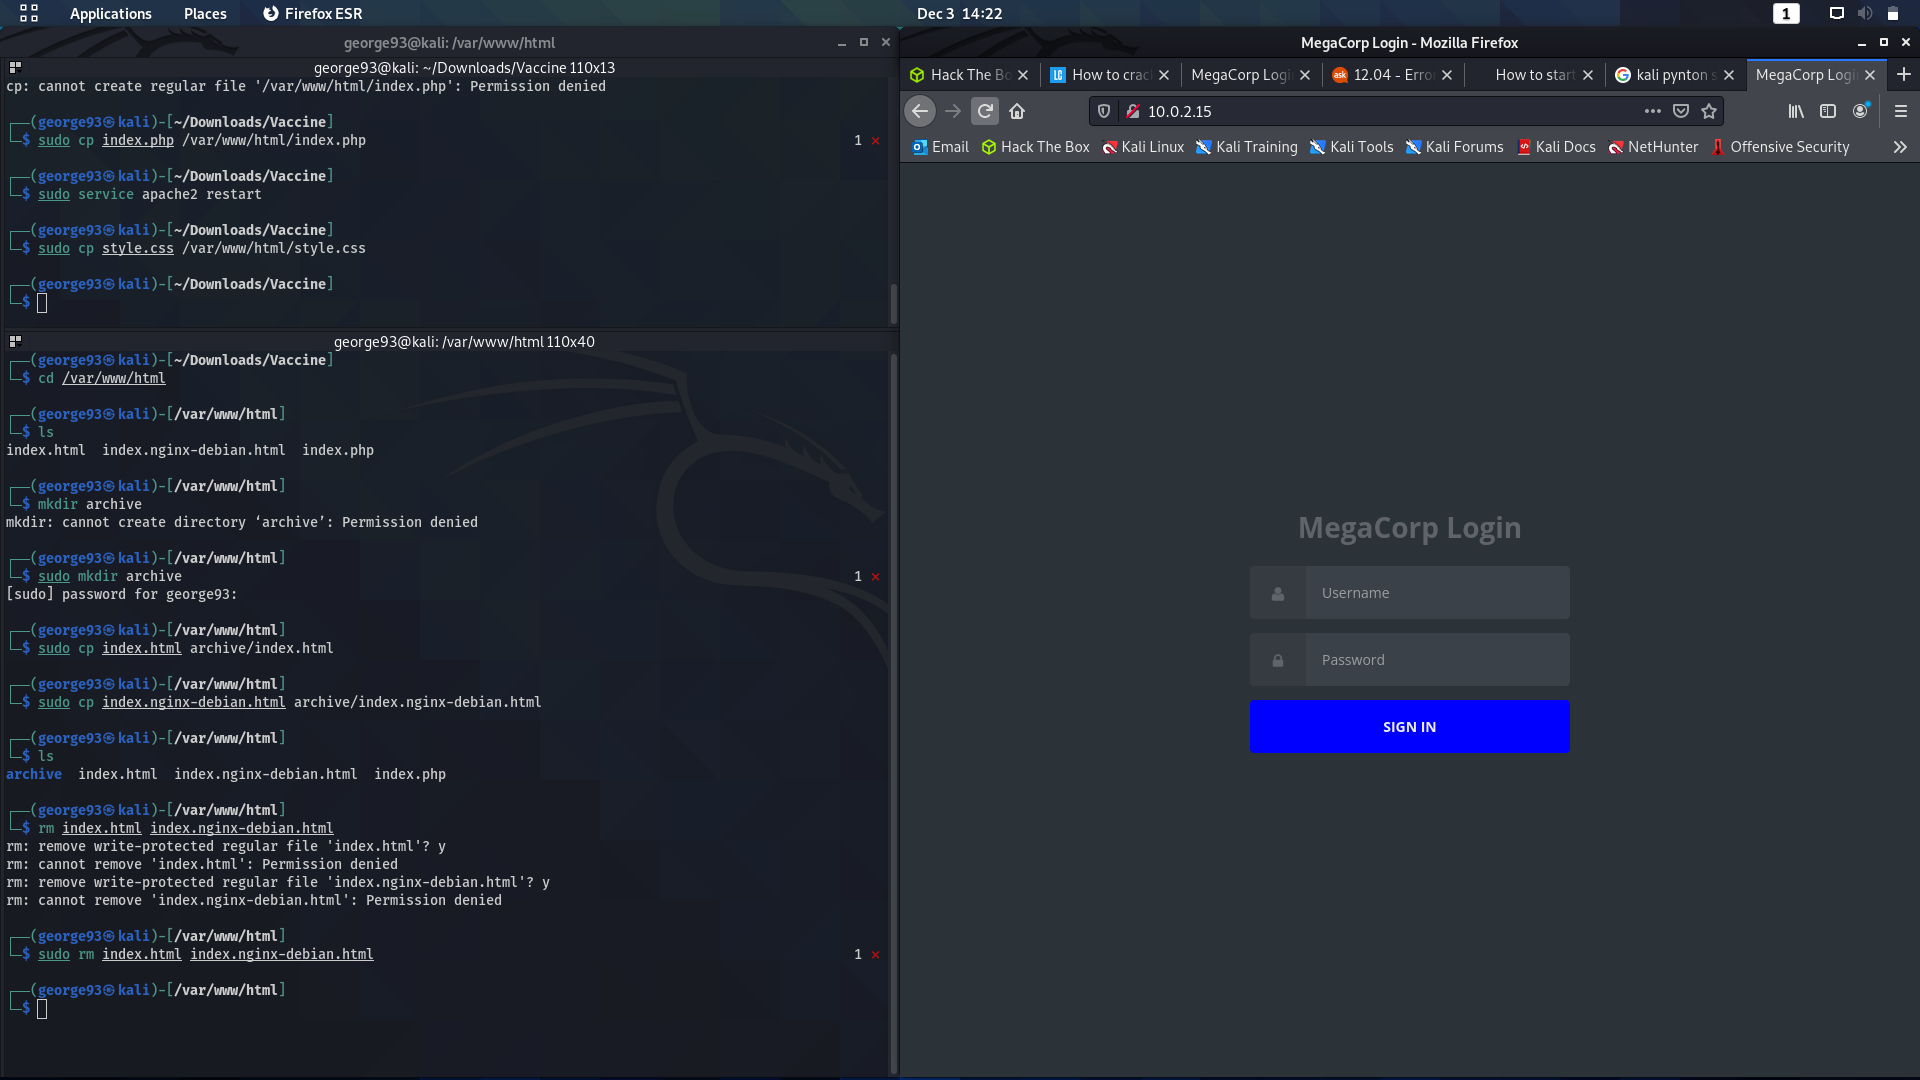 Applications Places Firefox ESR Dec 3 14:22 1
george93@kali: /var/www/html
george93@kali: ~/Downloads/Vaccine 110x13
cp: cannot create regular file '/var/www/html/index.php': Permission denied
┌──(george93㉿kali)-[~/Downloads/Vaccine]
└─$ sudo cp index.php /var/www/html/index.php 1 ⨯
┌──(george93㉿kali)-[~/Downloads/Vaccine]
└─$ sudo service apache2 restart
┌──(george93㉿kali)-[~/Downloads/Vaccine]
└─$ sudo cp style.css /var/www/html/style.css
┌──(george93㉿kali)-[~/Downloads/Vaccine]
└─$
george93@kali: /var/www/html 110x40
┌──(george93㉿kali)-[~/Downloads/Vaccine]
└─$ cd /var/www/html
┌──(george93㉿kali)-[/var/www/html]
└─$ ls
index.html index.nginx-debian.html index.php
┌──(george93㉿kali)-[/var/www/html]
└─$ mkdir archive
mkdir: cannot create directory ‘archive’: Permission denied
┌──(george93㉿kali)-[/var/www/html]
└─$ sudo mkdir archive 1 ⨯
[sudo] password for george93:
┌──(george93㉿kali)-[/var/www/html]
└─$ sudo cp index.html archive/index.html
┌──(george93㉿kali)-[/var/www/html]
└─$ sudo cp index.nginx-debian.html archive/index.nginx-debian.html
┌──(george93㉿kali)-[/var/www/html]
└─$ ls
archive index.html index.nginx-debian.html index.php
┌──(george93㉿kali)-[/var/www/html]
└─$ rm index.html index.nginx-debian.html
rm: remove write-protected regular file 'index.html'? y
rm: cannot remove 'index.html': Permission denied
rm: remove write-protected regular file 'index.nginx-debian.html'? y
rm: cannot remove 'index.nginx-debian.html': Permission denied
┌──(george93㉿kali)-[/var/www/html]
└─$ sudo rm index.html index.nginx-debian.html 1 ⨯
┌──(george93㉿kali)-[/var/www/html]
└─$
MegaCorp Login - Mozilla Firefox
Hack The Bo How to crac MegaCorp Logi ask 12.04 - Erro How to start kali pynton s MegaCorp Logi
10.0.2.15
Email Hack The Box Kali Linux Kali Training Kali Tools Kali Forums Kali Docs NetHunter Offensive Security
MegaCorp Login
Username
Password
SIGN IN